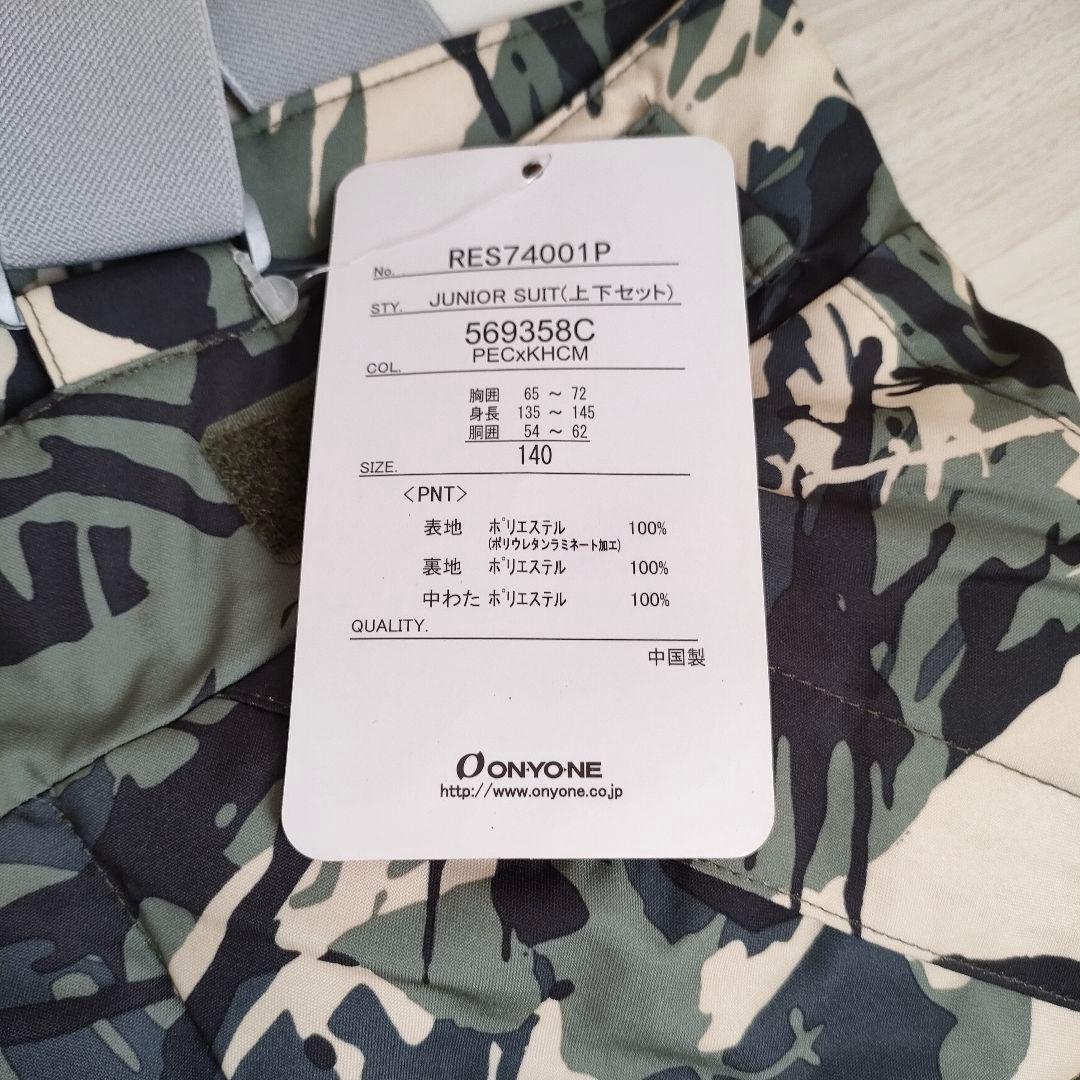 No. RES74001P
STY. JUNIOR SUIT(上下セット)
569358C
COL. PECxKHCM
胸囲 65 ～ 72
身長 135 ～ 145
胴囲 54 ～ 62
SIZE. 140
〈PNT〉
表地 ﾎﾟﾘｴｽﾃﾙ 100%
(ポリウレタンラミネート加工)
裏地 ﾎﾟﾘｴｽﾃﾙ 100%
中わた ﾎﾟﾘｴｽﾃﾙ 100%
QUALITY.
中国製
ON·YO·NE
http://www.onyone.co.jp